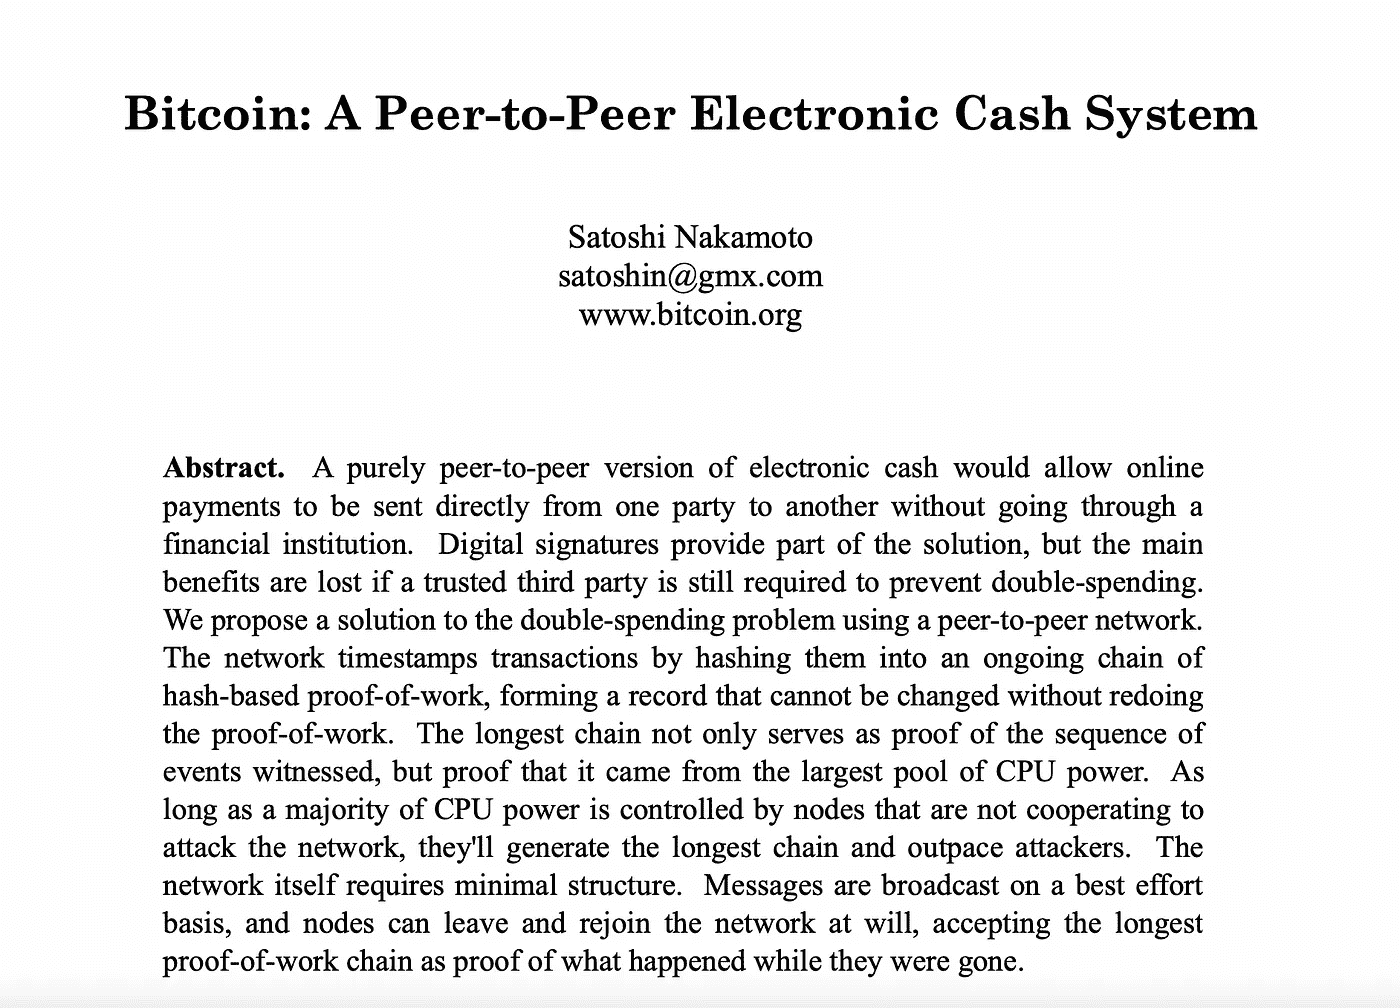 Bitcoin: A Peer-to-Peer Electronic Cash System
Satoshi Nakamoto
satoshin@gmx.com
www.bitcoin.org
Abstract. A purely peer-to-peer version of electronic cash would allow online
payments to be sent directly from one party to another without going through a
financial institution. Digital signatures provide part of the solution, but the main
benefits are lost if a trusted third party is still required to prevent double-spending.
We propose a solution to the double-spending problem using a peer-to-peer network.
The network timestamps transactions by hashing them into an ongoing chain of
hash-based proof-of-work, forming a record that cannot be changed without redoing
the proof-of-work. The longest chain not only serves as proof of the sequence of
events witnessed, but proof that it came from the largest pool of CPU power. As
long as a majority of CPU power is controlled by nodes that are not cooperating to
attack the network, they'll generate the longest chain and outpace attackers. The
network itself requires minimal structure. Messages are broadcast on a best effort
basis, and nodes can leave and rejoin the network at will, accepting the longest
proof-of-work chain as proof of what happened while they were gone.